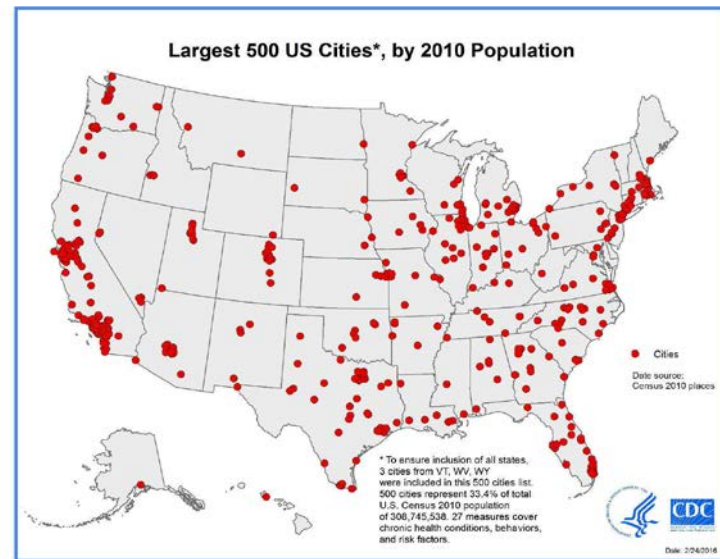 Largest 500 US Cities*, by 2010 Population
Cities
Date source:
Census 2010 places
* To ensure inclusion of all states,
3 cities from VT, WV, WY
were included in this 500 cities list.
500 cities represent 33.4% of total
U.S. Census 2010 population
of 308,745,538. 27 measures cover
chronic health conditions, behaviors,
and risk factors.
CDC
Date: 2/24/2016